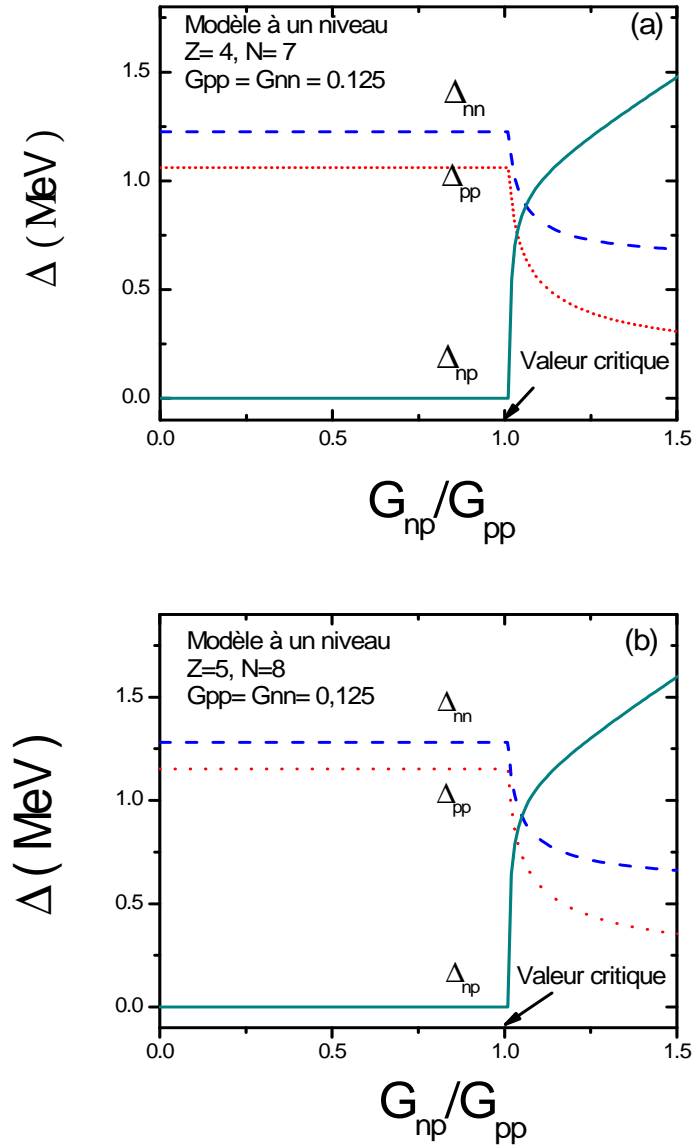 (a)
Modèle à un niveau
Z= 4, N= 7
Gpp = Gnn = 0.125
Δnn
Δpp
Δnp
Valeur critique
Δ ( MeV)
1.5
1.0
0.5
0.0
0.0 0.5 1.0 1.5
Gnp/Gpp
(b)
Modèle à un niveau
Z=5, N=8
Gpp= Gnn= 0,125
Δnn
Δpp
Δnp
Valeur critique
Δ ( MeV)
1.5
1.0
0.5
0.0
0.0 0.5 1.0 1.5
Gnp/Gpp